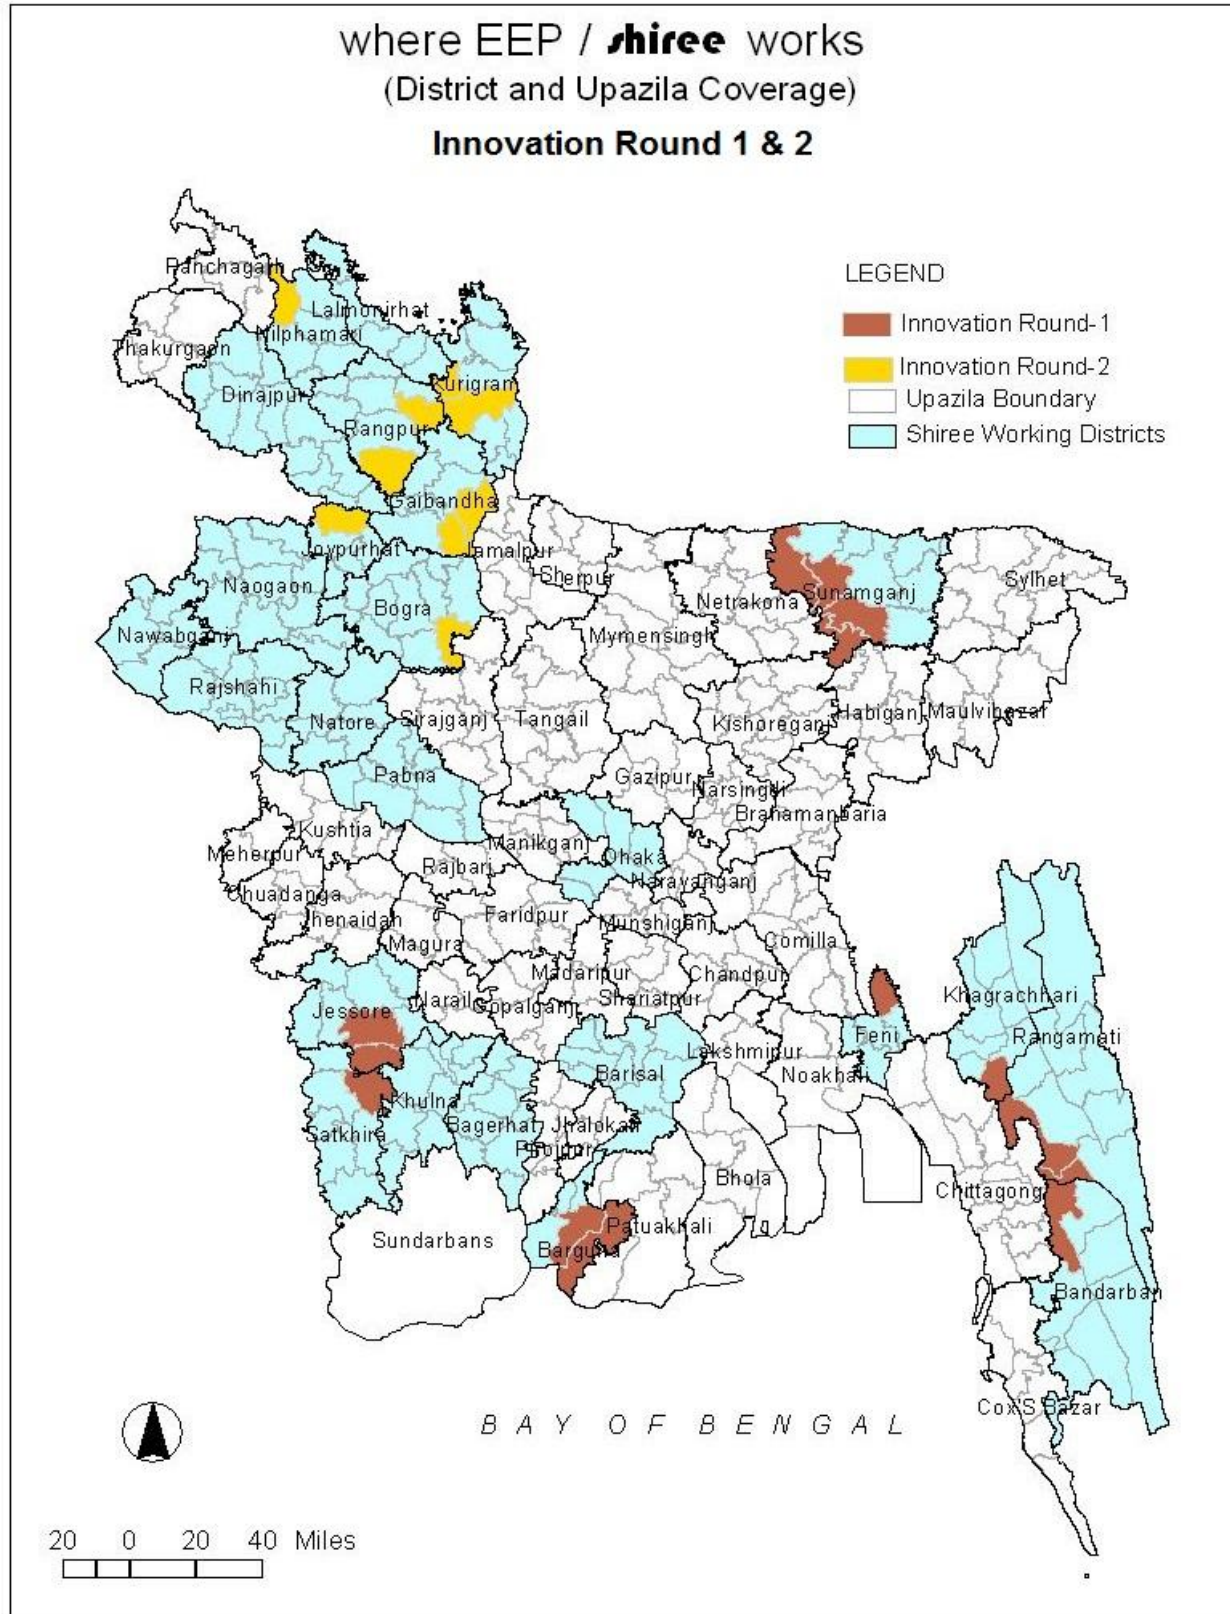 where EEP / shiree works
(District and Upazila Coverage)
Innovation Round 1 & 2
LEGEND
Innovation Round-1
Innovation Round-2
Upazila Boundary
Shiree Working Districts
Panchagarh
Lalmonirhat
Nilphamari
Thakurgaon
Kurigram
Dinajpur
Rangpur
Gaibandha
Joypurhat
Jamalpur
Sherpur
Sunamganj
Sylhet
Naogaon
Bogra
Netrakona
Nawabganj
Mymensingh
Rajshahi
Natore
Sirajganj
Tangail
Kishoreganj
Habiganj
Maulvibazar
Pabna
Gazipur
Narsingdi
Brahamanbaria
Kushtia
Manikganj
Meherpur
Rajbari
Dhaka
Chuadanga
Narayanganj
Jhenaidah
Faridpur
Munshiganj
Magura
Comilla
Madaripur
Chandpur
Jessore
Narail
Gopalganj
Shariatpur
Khagrachhari
Feni
Rangamati
Lakshmipur
Barisal
Noakhali
Khulna
Satkhira
Bagerhat
Jhalokati
Pirojpur
Bhola
Chittagong
Sundarbans
Barguna
Patuakhali
Bandarban
Cox'S Bazar
BAY OF BENGAL
20 0 20 40 Miles